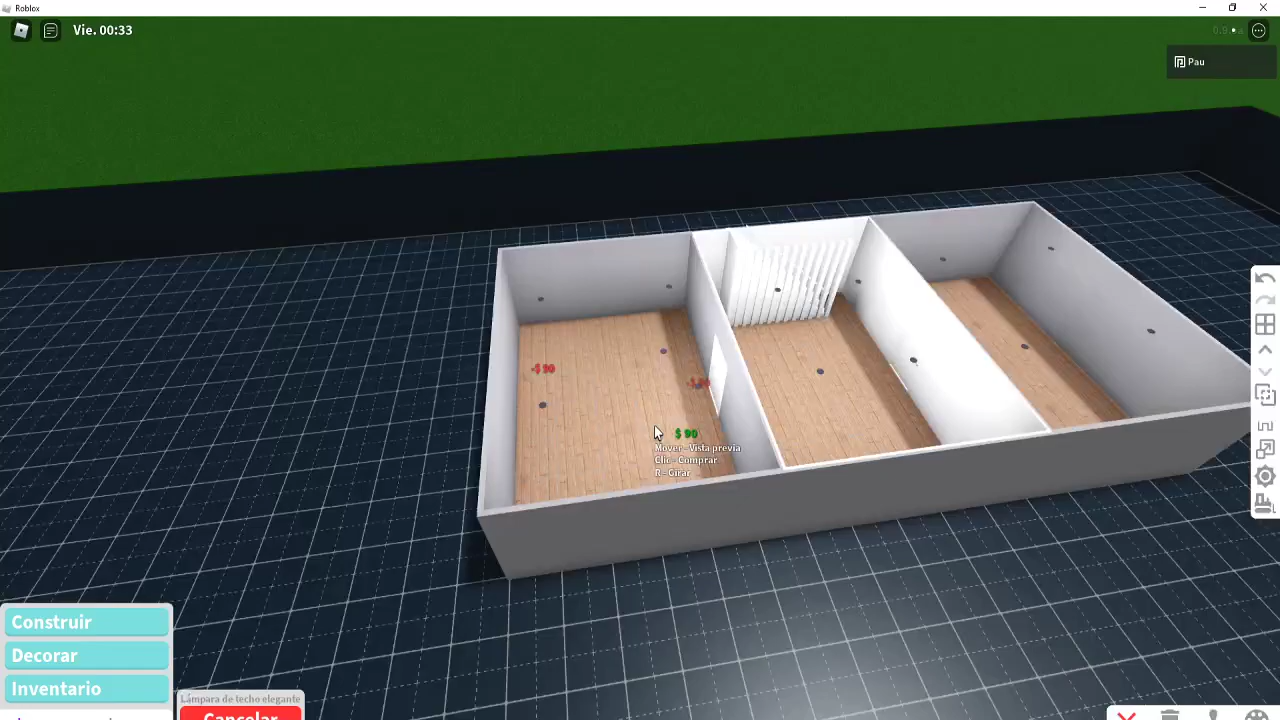 Roblox
Vie. 00:33
Pau
-$ 90
$ 90
Mover - Vista previa
Clic - Comprar
R - Girar
Construir
Decorar
Inventario
Lámpara de techo elegante
Cancelar